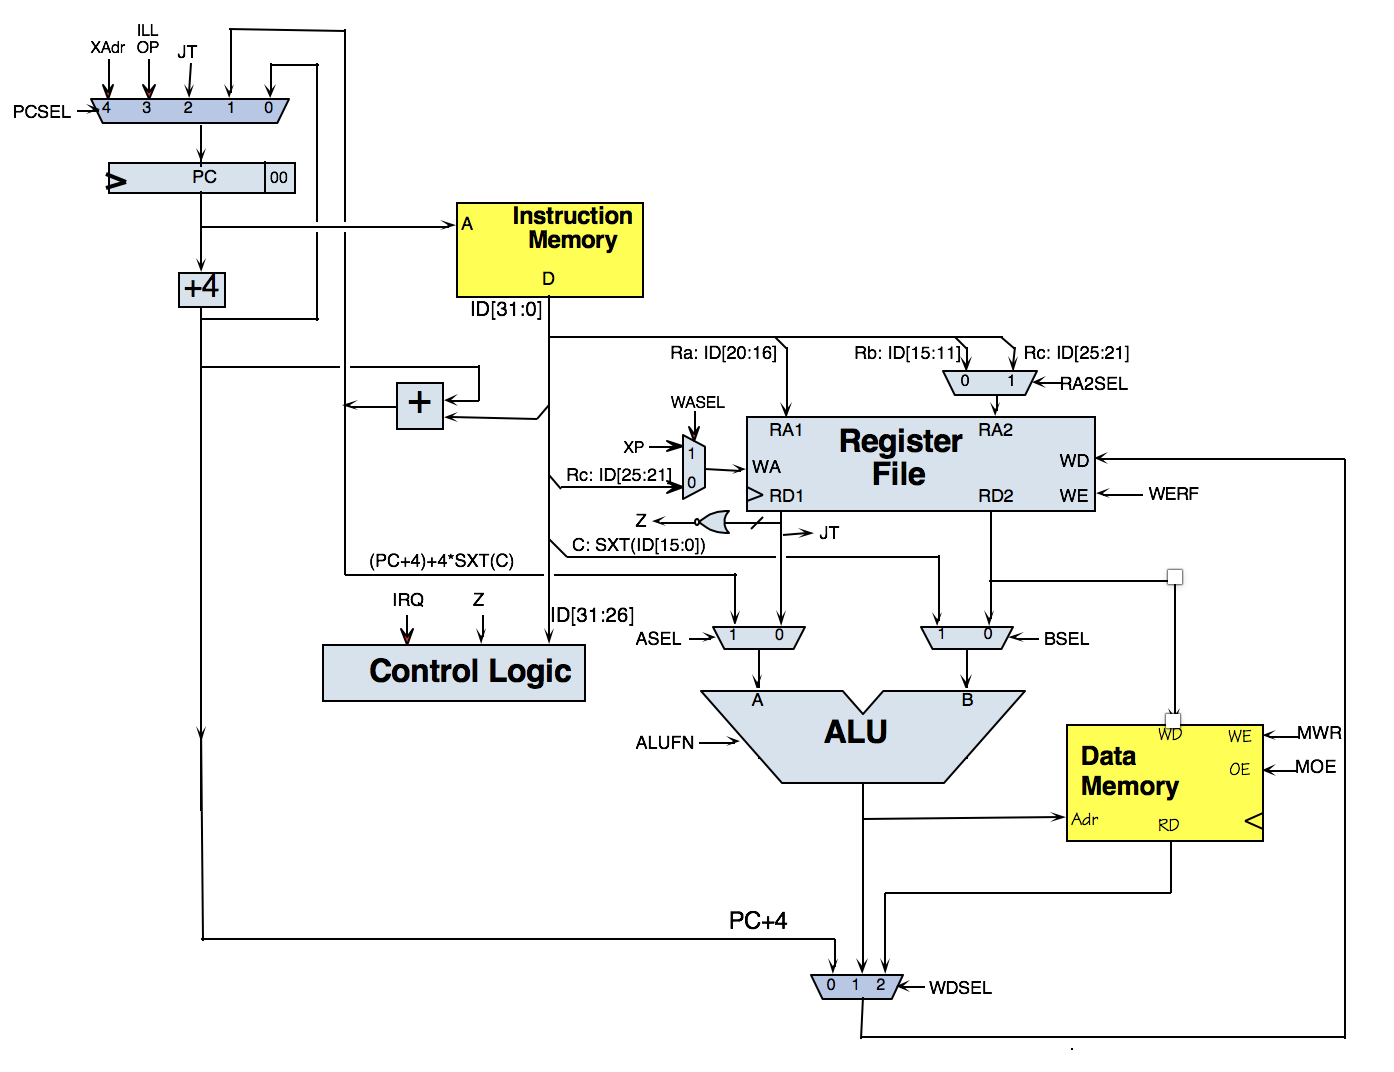 ILL
XAdr OP JT
PCSEL 4 3 2 1 0
PC 00
A Instruction
Memory
+4
D
ID[31:0]
Ra: ID[20:16] Rb: ID[15:11] Rc: ID[25:21]
0 1 RA2SEL
+
WASEL
RA1 Register RA2
File
XP 1
WA WD
Rc: ID[25:21] 0
RD1 RD2 WE WERF
Z JT
C: SXT(ID[15:0])
(PC+4)+4*SXT(C)
IRQ Z ID[31:26]
ASEL 1 0 1 0 BSEL
Control Logic
A B
ALU
ALUFN
WD WE MWR
Data
Memory
OE MOE
Adr RD
PC+4
0 1 2 WDSEL